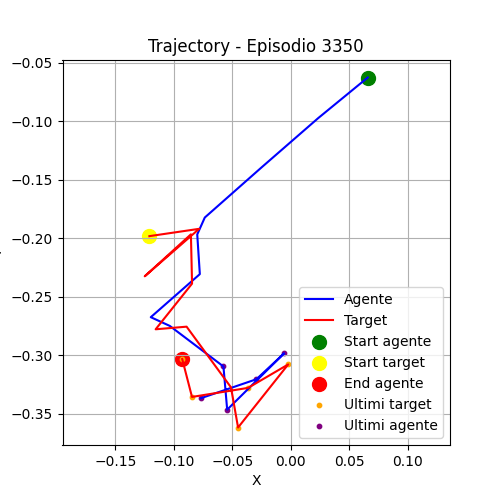 Trajectory - Episodio 3350
−0.05
−0.10
−0.15
−0.20
−0.25
−0.30
−0.35
Agente
Target
Start agente
Start target
End agente
Ultimi target
Ultimi agente
−0.15 −0.10 −0.05 0.00 0.05 0.10
X